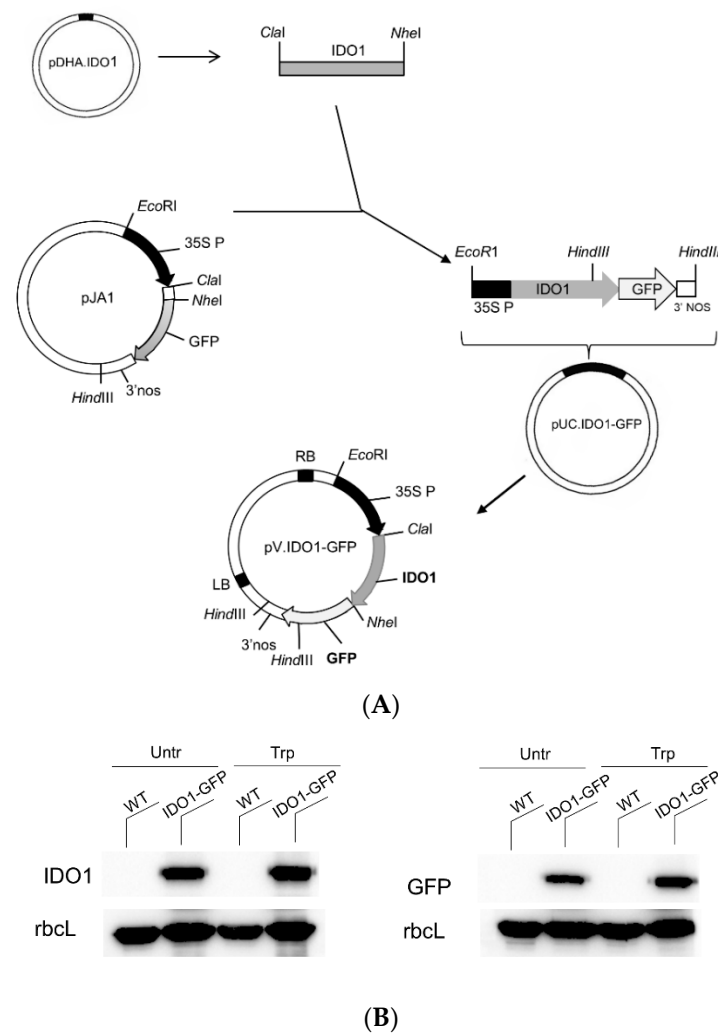 pDHA.IDO1
ClaI
NheI
IDO1
EcoRI
35S P
ClaI
NheI
pJA1
GFP
3'nos
HindIII
EcoR1
HindIII
HindIII
IDO1
GFP
35S P
3' NOS
pUC.IDO1-GFP
RB
EcoRI
35S P
ClaI
pV.IDO1-GFP
IDO1
LB
NheI
HindIII
3'nos
HindIII
GFP
(A)
Untr
Trp
WT
IDO1-GFP
WT
IDO1-GFP
IDO1
rbcL
Untr
Trp
WT
IDO1-GFP
WT
IDO1-GFP
GFP
rbcL
(B)